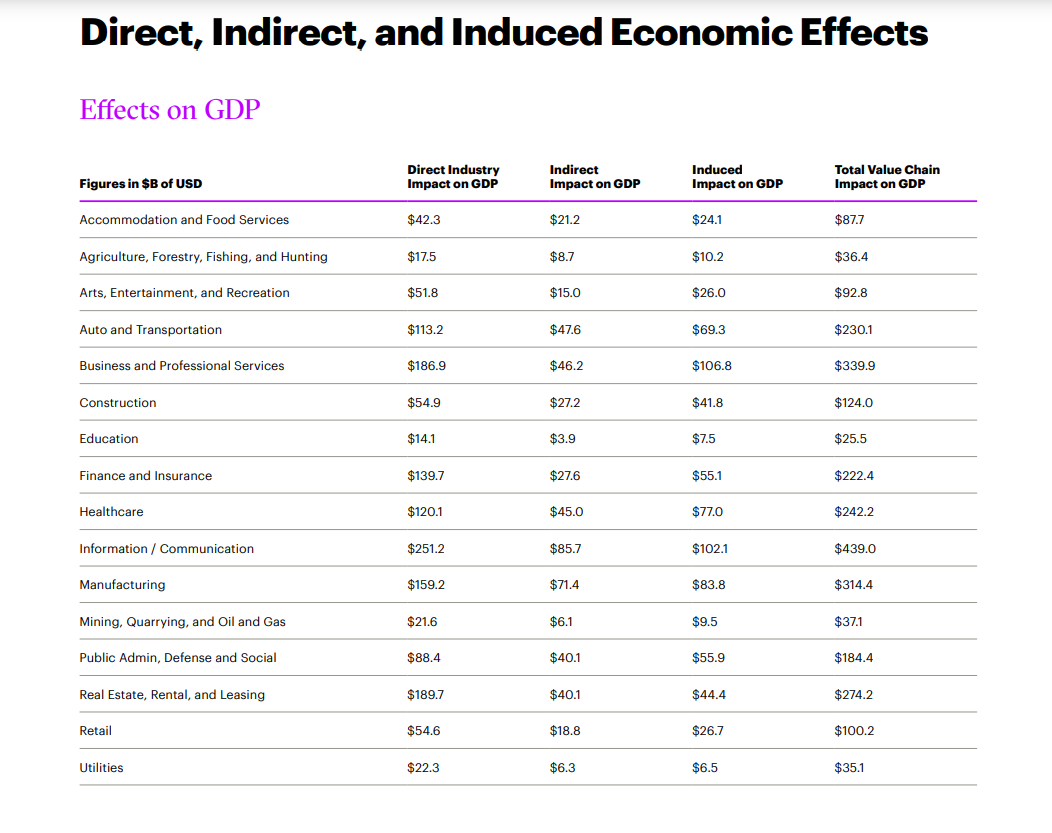 Direct, Indirect, and Induced Economic Effects
Effects on GDP
Figures in $B of USD Direct Industry Impact on GDP Indirect Impact on GDP Induced Impact on GDP Total Value Chain Impact on GDP
Accommodation and Food Services $42.3 $21.2 $24.1 $87.7
Agriculture, Forestry, Fishing, and Hunting $17.5 $8.7 $10.2 $36.4
Arts, Entertainment, and Recreation $51.8 $15.0 $26.0 $92.8
Auto and Transportation $113.2 $47.6 $69.3 $230.1
Business and Professional Services $186.9 $46.2 $106.8 $339.9
Construction $54.9 $27.2 $41.8 $124.0
Education $14.1 $3.9 $7.5 $25.5
Finance and Insurance $139.7 $27.6 $55.1 $222.4
Healthcare $120.1 $45.0 $77.0 $242.2
Information / Communication $251.2 $85.7 $102.1 $439.0
Manufacturing $159.2 $71.4 $83.8 $314.4
Mining, Quarrying, and Oil and Gas $21.6 $6.1 $9.5 $37.1
Public Admin, Defense and Social $88.4 $40.1 $55.9 $184.4
Real Estate, Rental, and Leasing $189.7 $40.1 $44.4 $274.2
Retail $54.6 $18.8 $26.7 $100.2
Utilities $22.3 $6.3 $6.5 $35.1